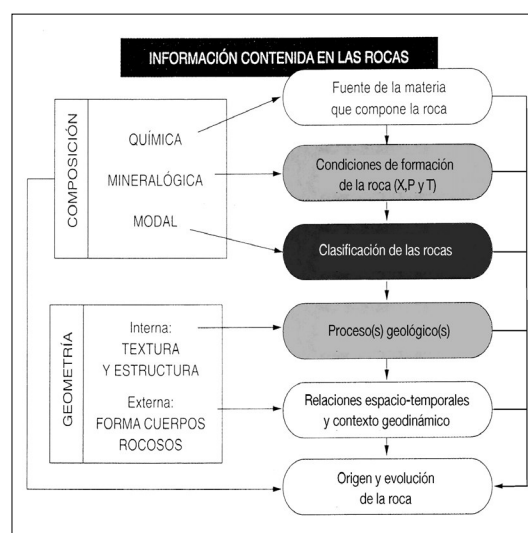 INFORMACIÓN CONTENIDA EN LAS ROCAS
COMPOSICIÓN
QUÍMICA
MINERALÓGICA
MODAL
Fuente de la materia
que compone la roca
Condiciones de formación
de la roca (X,P y T)
Clasificación de las rocas
GEOMETRÍA
Interna:
TEXTURA
Y ESTRUCTURA
Externa:
FORMA CUERPOS
ROCOSOS
Proceso(s) geológico(s)
Relaciones espacio-temporales
y contexto geodinámico
Origen y evolución
de la roca